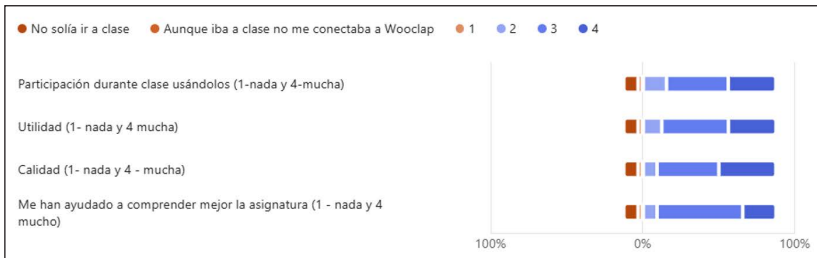 No solía ir a clase Aunque iba a clase no me conectaba a Wooclap 1 2 3 4
Participación durante clase usándolos (1-nada y 4-mucha)
Utilidad (1- nada y 4 mucha)
Calidad (1- nada y 4 - mucha)
Me han ayudado a comprender mejor la asignatura (1 - nada y 4
mucho)
100% 0% 100%